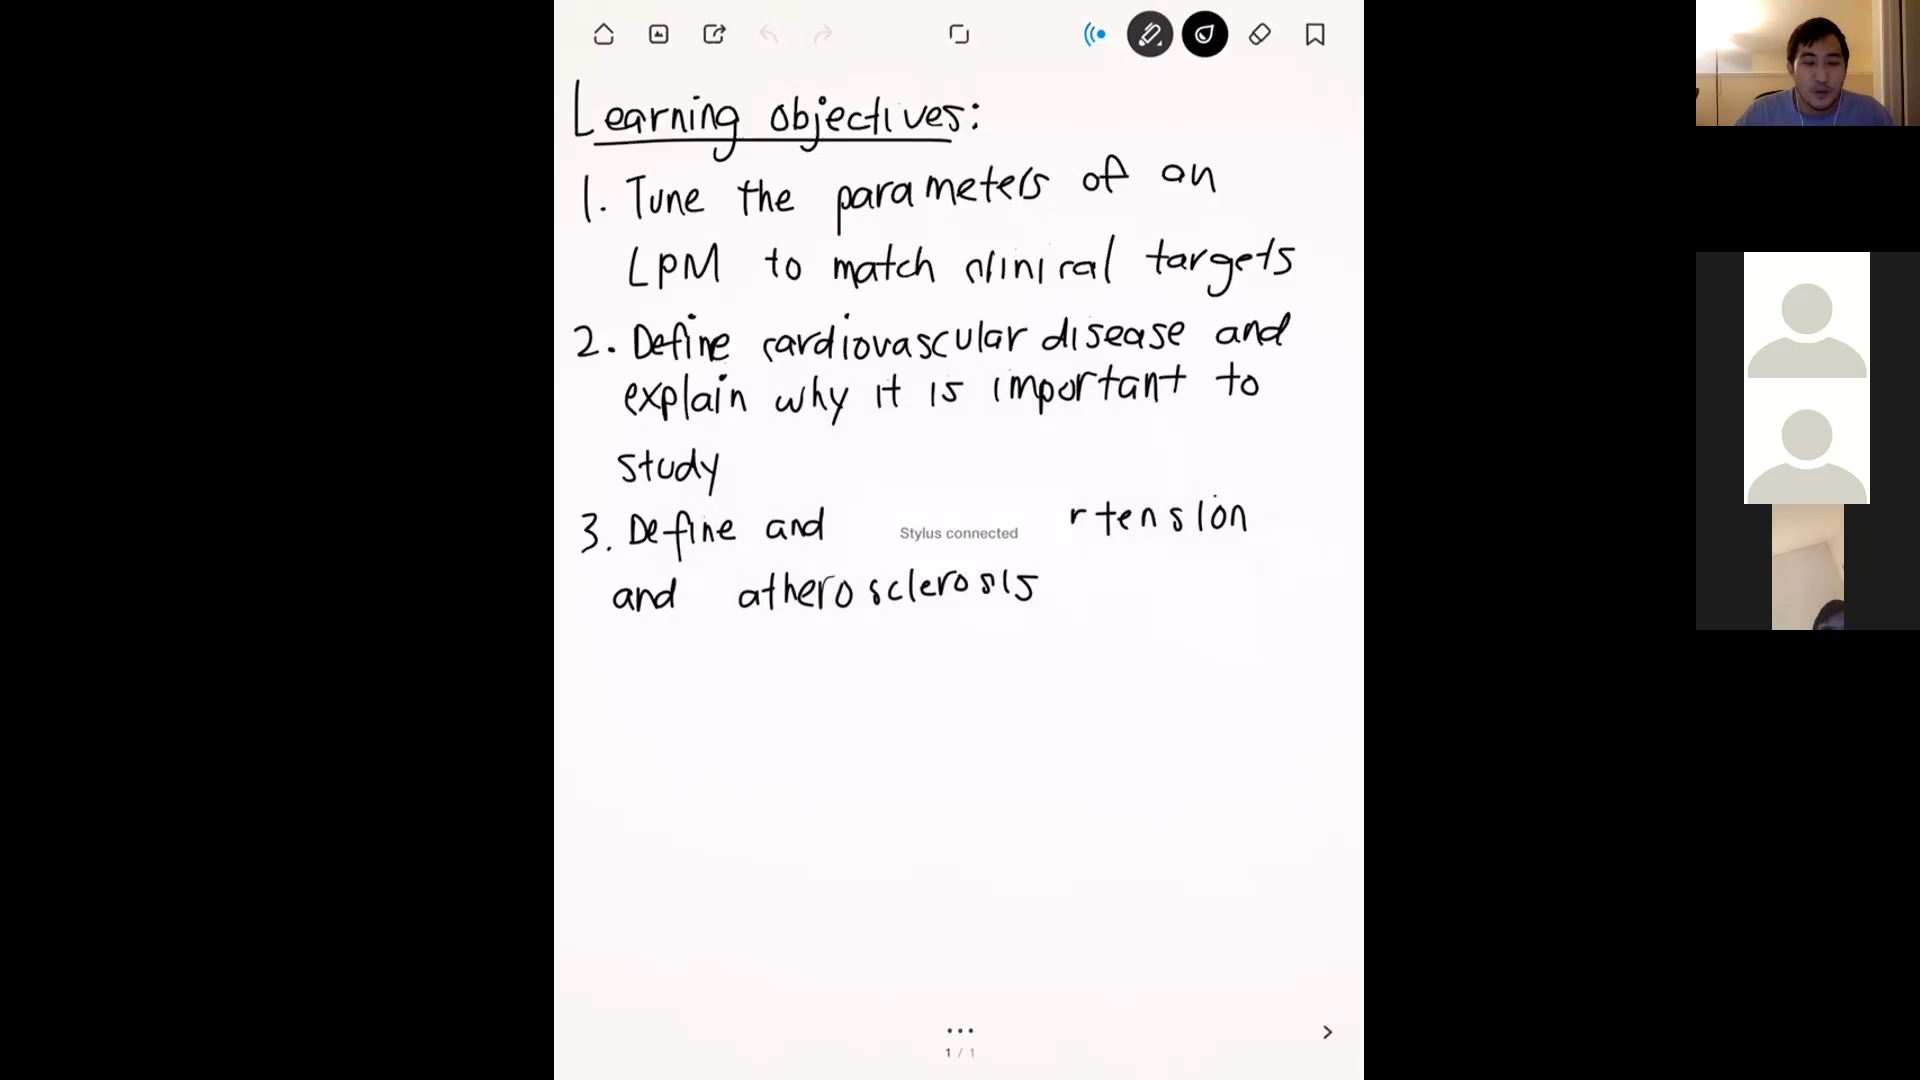 Learning objectives:
1. Tune the parameters of an
LPM to match clinical targets
2. Define cardiovascular disease and
explain why it is important to
study
3. Define and rtension
Stylus connected
and atherosclerosis
1 / 1